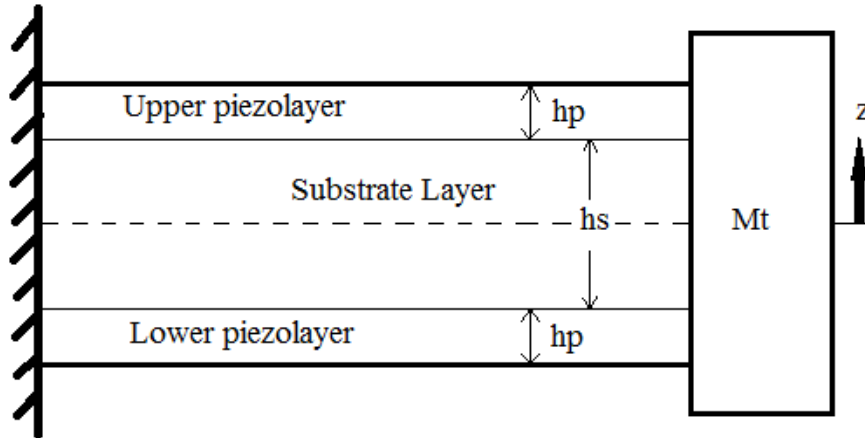 Upper piezolayer
hp
z
Substrate Layer
hs
Mt
Lower piezolayer
hp